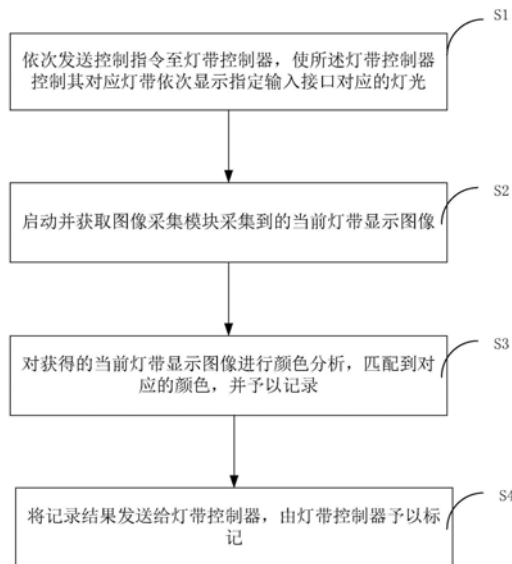 S1
依次发送控制指令至灯带控制器，使所述灯带控制器
控制其对应灯带依次显示指定输入接口对应的灯光
S2
启动并获取图像采集模块采集到的当前灯带显示图像
S3
对获得的当前灯带显示图像进行颜色分析，匹配到对
应的颜色，并予以记录
S4
将记录结果发送给灯带控制器，由灯带控制器予以标
记